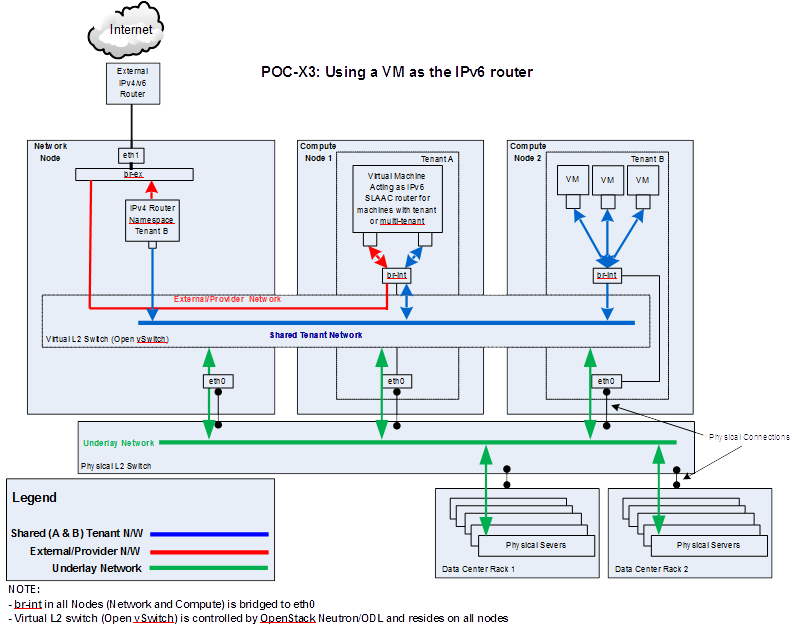 Internet
POC-X3: Using a VM as the IPv6 router
External
IPv4/v6
Router
Network
Node
eth1
br-ex
IPv4 Router
Namespace
Tenant B
Compute
Node 1
Tenant A
Virtual Machine
Acting as IPv6
SLAAC router for
machines with tenant
or multi-tenant
br-int
Compute
Node 2
Tenant B
VM
VM
VM
br-int
External/Provider Network
Shared Tenant Network
Virtual L2 Switch (Open vSwitch)
eth0
eth0
eth0
Physical Connections
Underlay Network
Physical L2 Switch
Legend
Shared (A & B) Tenant N/W
External/Provider N/W
Underlay Network
Physical Severs
Data Center Rack 1
Physical Servers
Data Center Rack 2
NOTE:
- br-int in all Nodes (Network and Compute) is bridged to eth0
- Virtual L2 switch (Open vSwitch) is controlled by OpenStack Neutron/ODL and resides on all nodes